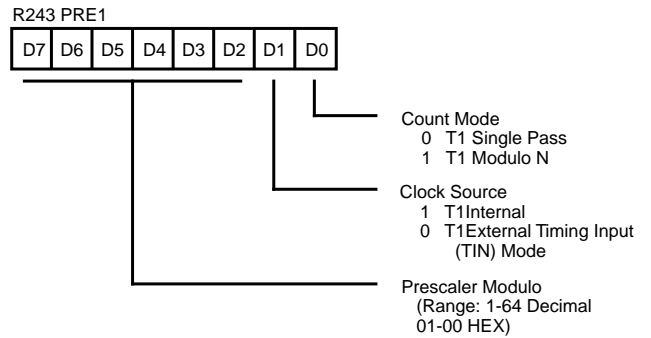 R243 PRE1
D7 D6 D5 D4 D3 D2 D1 D0
Count Mode
0 T1 Single Pass
1 T1 Modulo N
Clock Source
1 T1Internal
0 T1External Timing Input
(TIN) Mode
Prescaler Modulo
(Range: 1-64 Decimal
01-00 HEX)